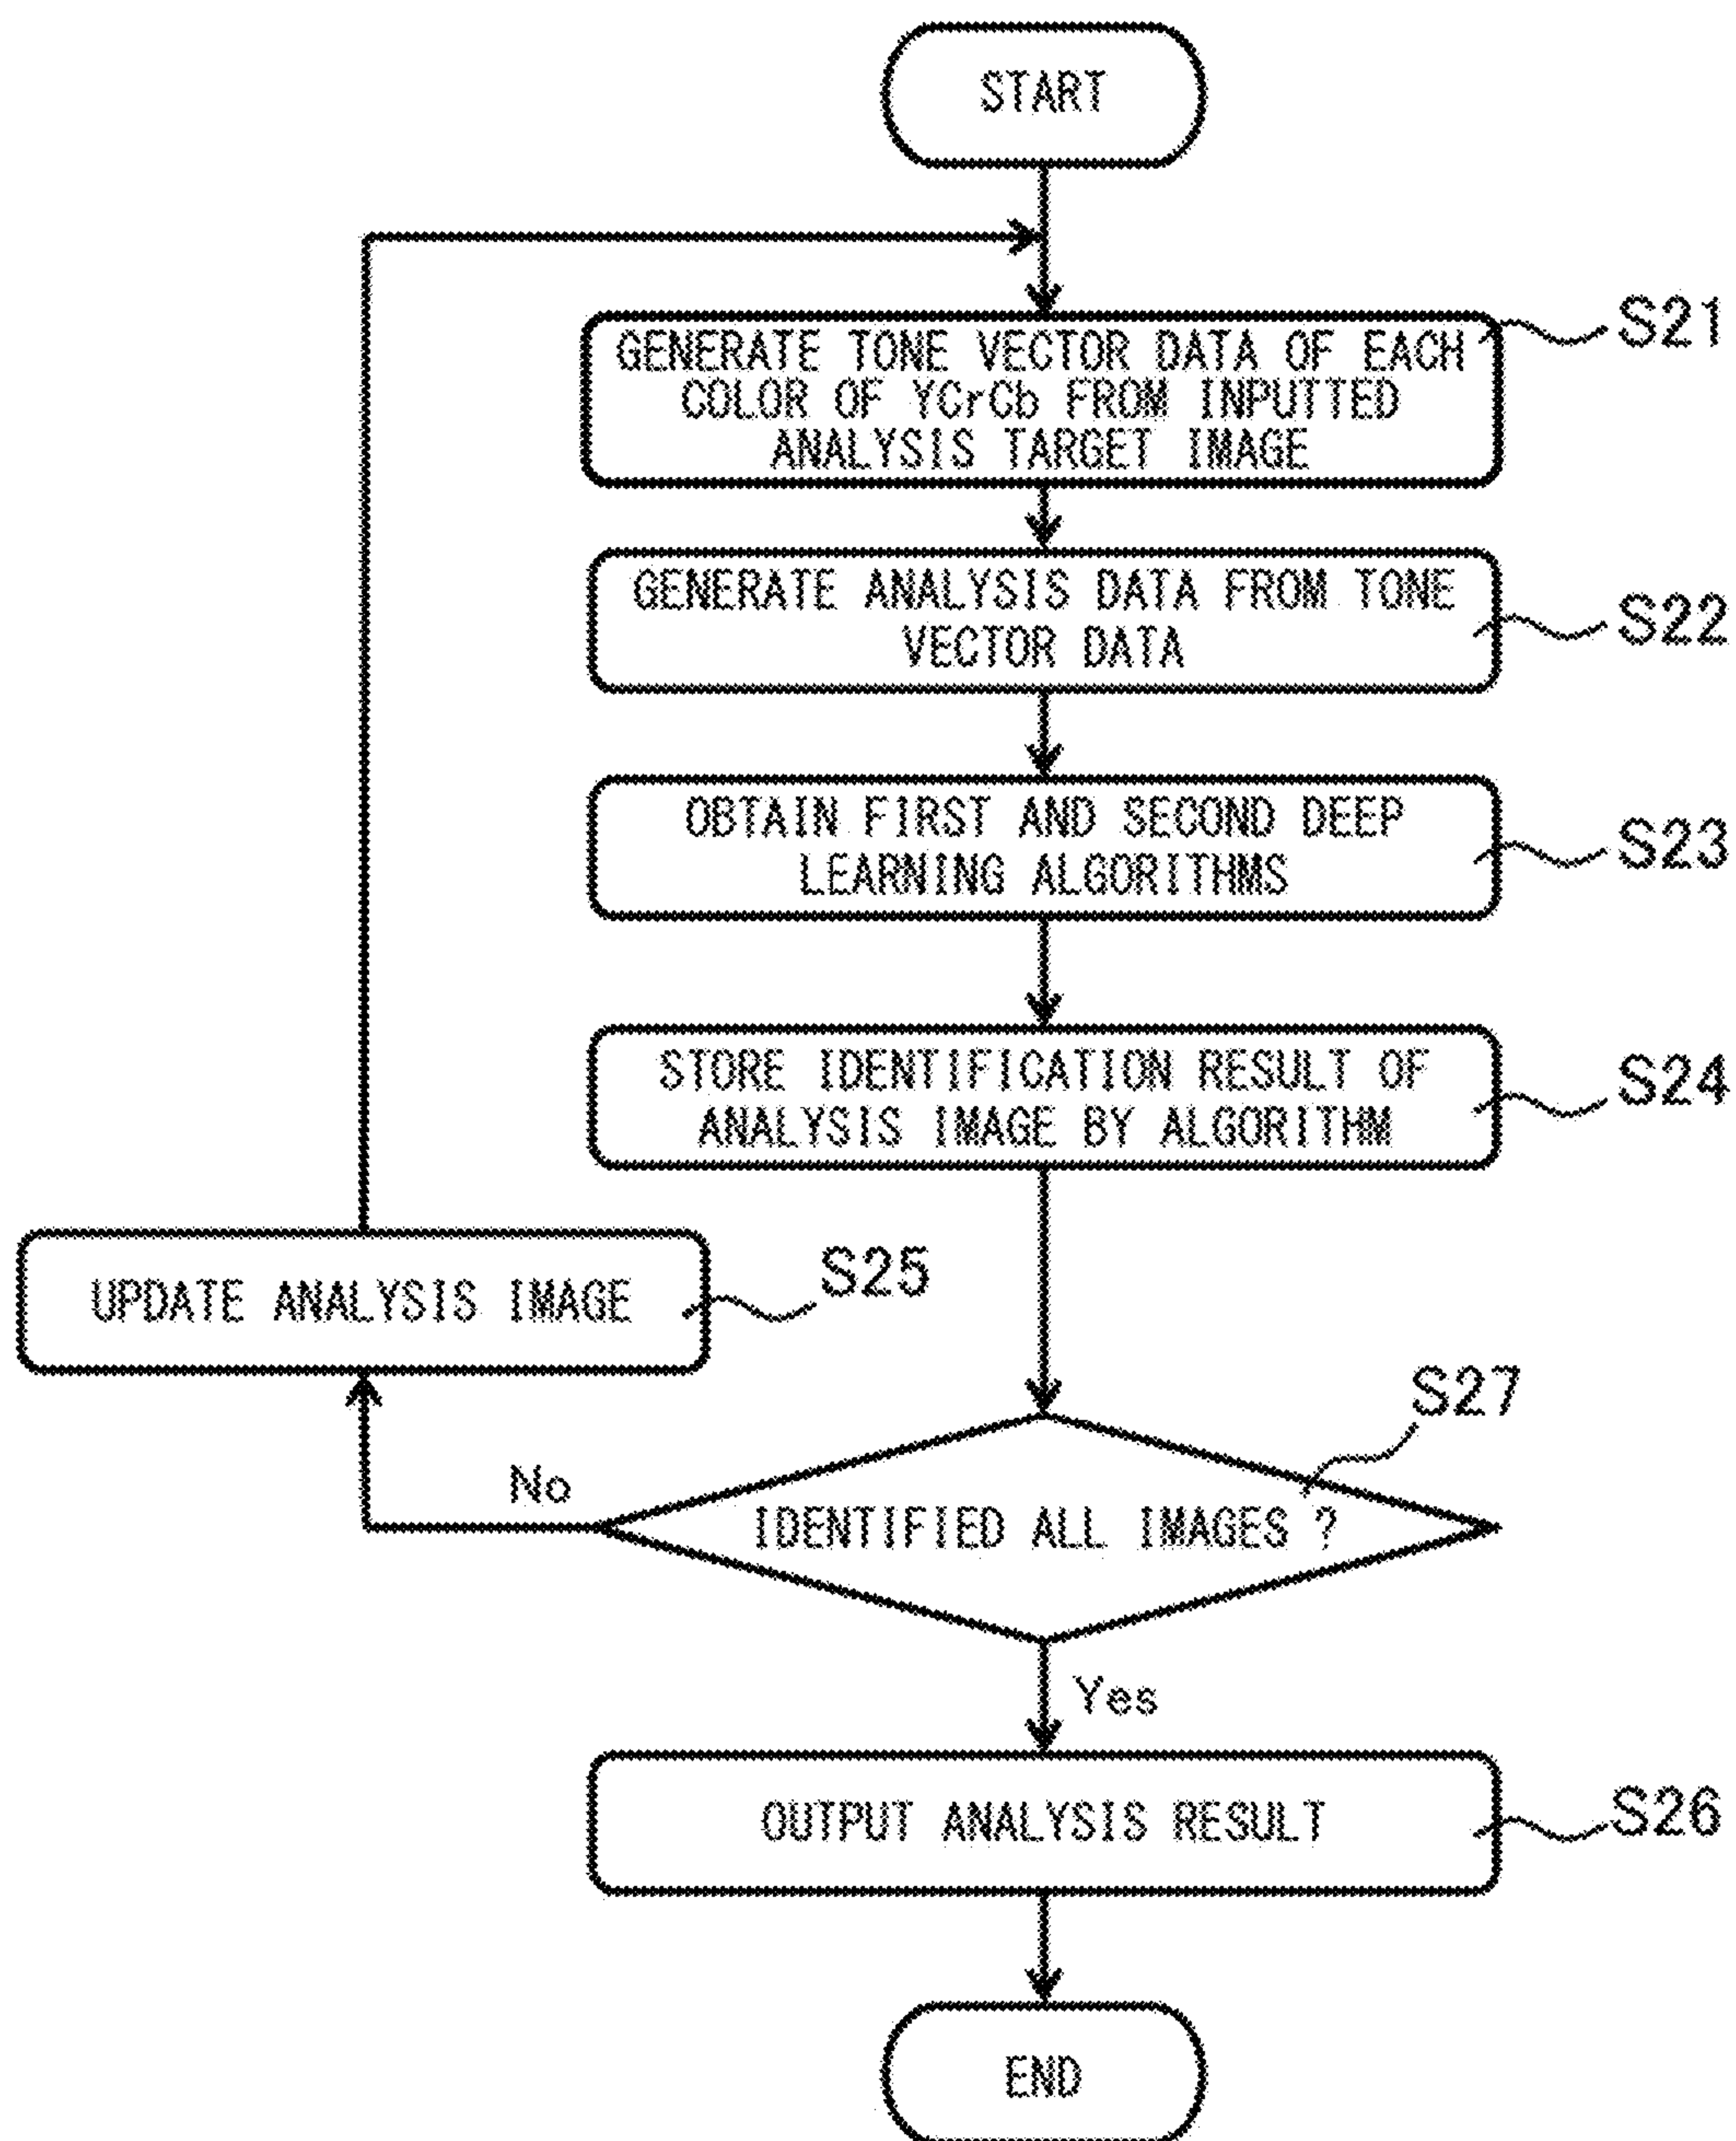 START
GENERATE TONE VECTOR DATA OF EACH
COLOR OF YCrCb FROM INPUTTED
ANALYSIS TARGET IMAGE
S21
GENERATE ANALYSIS DATA FROM TONE
VECTOR DATA
S22
OBTAIN FIRST AND SECOND DEEP
LEARNING ALGORITHMS
S23
STORE IDENTIFICATION RESULT OF
ANALYSIS IMAGE BY ALGORITHM
S24
UPDATE ANALYSIS IMAGE
S25
S27
No
IDENTIFIED ALL IMAGES ?
Yes
OUTPUT ANALYSIS RESULT
S26
END